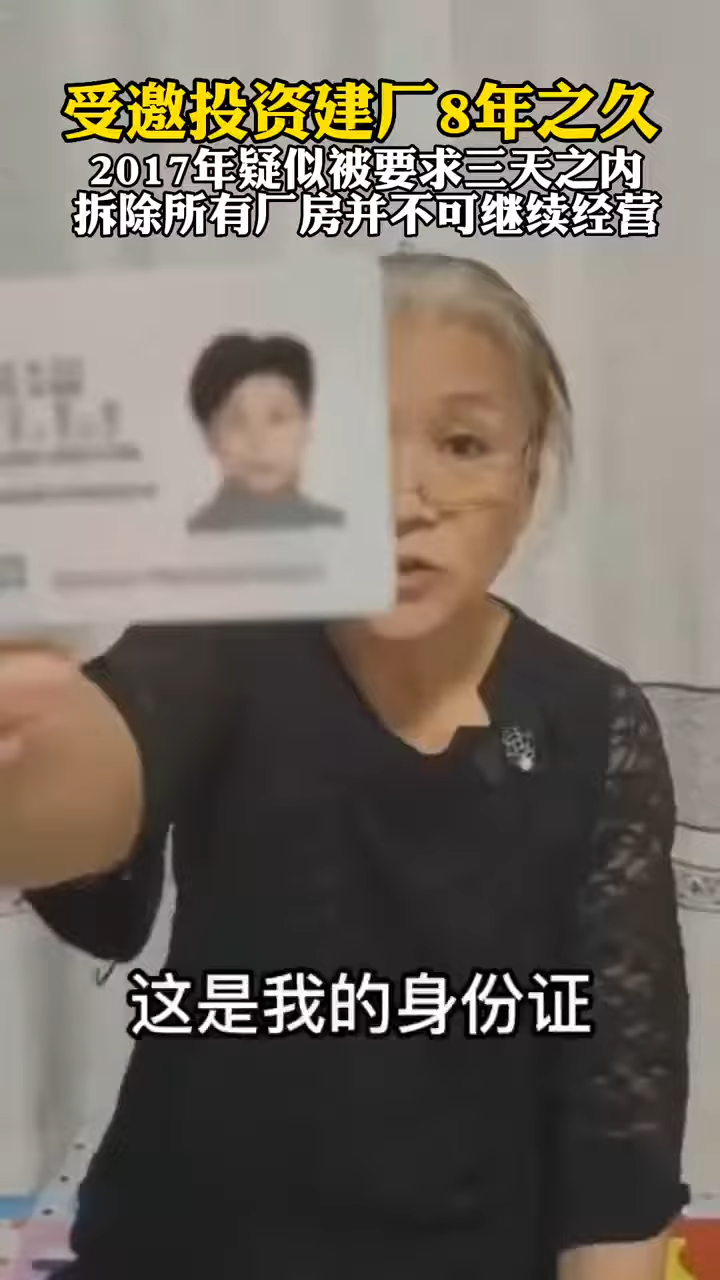 受邀投资建厂8年之久
2017年疑似被要求三天之内
拆除所有厂房并不可继续经营
这是我的身份证